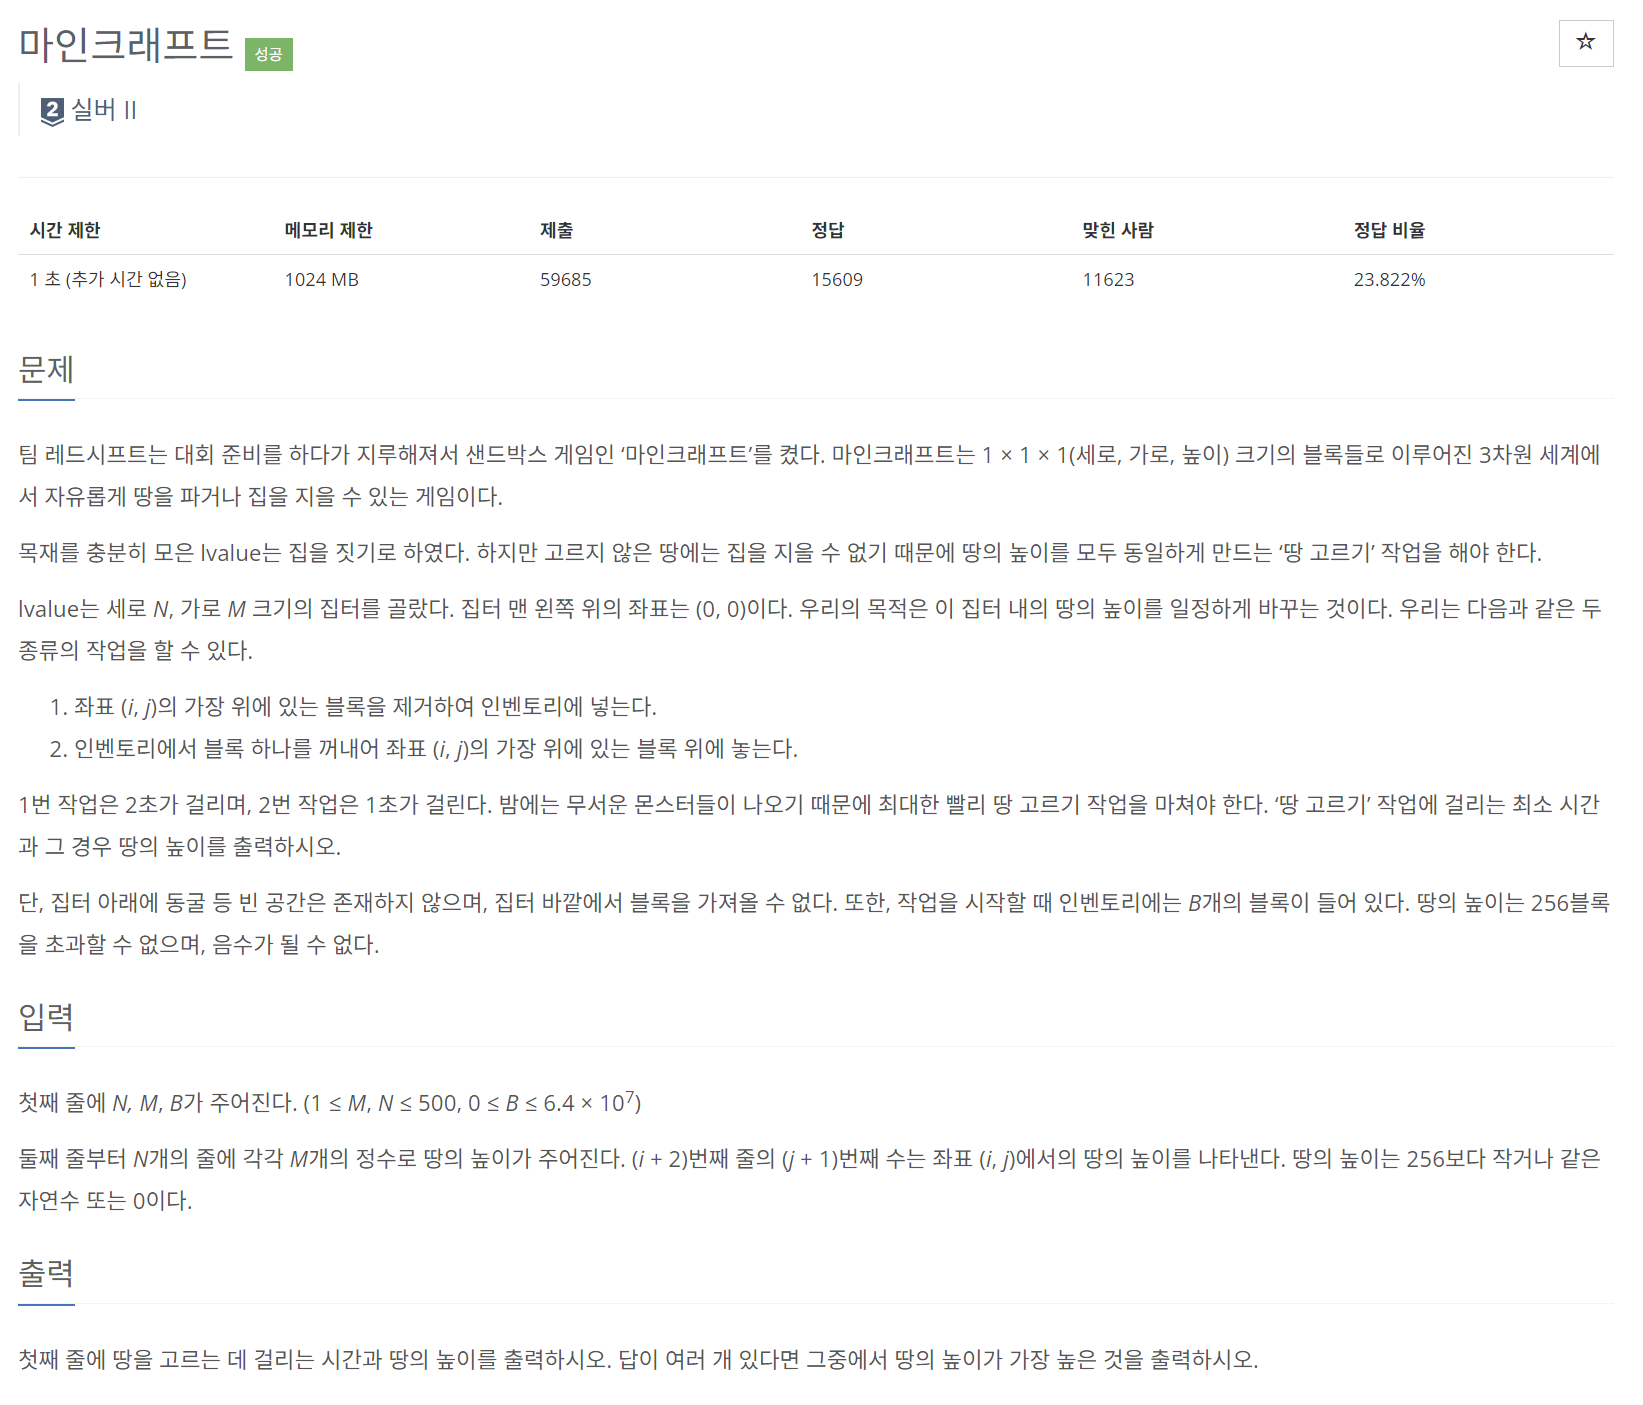 마인크래프트 성공
☆
2 실버 II
시간 제한 메모리 제한 제출 정답 맞힌 사람 정답 비율
1 초 (추가 시간 없음) 1024 MB 59685 15609 11623 23.822%
문제
팀 레드시프트는 대회 준비를 하다가 지루해져서 샌드박스 게임인 ‘마인크래프트’를 켰다. 마인크래프트는 1 × 1 × 1(세로, 가로, 높이) 크기의 블록들로 이루어진 3차원 세계에
서 자유롭게 땅을 파거나 집을 지을 수 있는 게임이다.
목재를 충분히 모은 lvalue는 집을 짓기로 하였다. 하지만 고르지 않은 땅에는 집을 지을 수 없기 때문에 땅의 높이를 모두 동일하게 만드는 ‘땅 고르기’ 작업을 해야 한다.
lvalue는 세로 N, 가로 M 크기의 집터를 골랐다. 집터 맨 왼쪽 위의 좌표는 (0, 0)이다. 우리의 목적은 이 집터 내의 땅의 높이를 일정하게 바꾸는 것이다. 우리는 다음과 같은 두
종류의 작업을 할 수 있다.
1. 좌표 (i, j)의 가장 위에 있는 블록을 제거하여 인벤토리에 넣는다.
2. 인벤토리에서 블록 하나를 꺼내어 좌표 (i, j)의 가장 위에 있는 블록 위에 놓는다.
1번 작업은 2초가 걸리며, 2번 작업은 1초가 걸린다. 밤에는 무서운 몬스터들이 나오기 때문에 최대한 빨리 땅 고르기 작업을 마쳐야 한다. ‘땅 고르기’ 작업에 걸리는 최소 시간
과 그 경우 땅의 높이를 출력하시오.
단, 집터 아래에 동굴 등 빈 공간은 존재하지 않으며, 집터 바깥에서 블록을 가져올 수 없다. 또한, 작업을 시작할 때 인벤토리에는 B개의 블록이 들어 있다. 땅의 높이는 256블록
을 초과할 수 없으며, 음수가 될 수 없다.
입력
첫째 줄에 N, M, B가 주어진다. (1 ≤ M, N ≤ 500, 0 ≤ B ≤ 6.4 × 10⁷)
둘째 줄부터 N개의 줄에 각각 M개의 정수로 땅의 높이가 주어진다. (i + 2)번째 줄의 (j + 1)번째 수는 좌표 (i, j)에서의 땅의 높이를 나타낸다. 땅의 높이는 256보다 작거나 같은
자연수 또는 0이다.
출력
첫째 줄에 땅을 고르는 데 걸리는 시간과 땅의 높이를 출력하시오. 답이 여러 개 있다면 그중에서 땅의 높이가 가장 높은 것을 출력하시오.